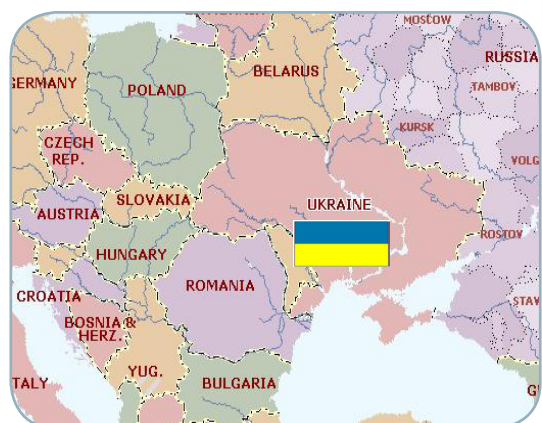 MOSCOW
RUSSIA
BELARUS
GERMANY
POLAND
TAMBOV
KURSK
CZECH
REP.
VOLG
SLOVAKIA
UKRAINE
AUSTRIA
ROSTOV
HUNGARY
ROMANIA
CROATIA
STAV
BOSNIA &
HERZ.
YUG.
ITALY
BULGARIA
G